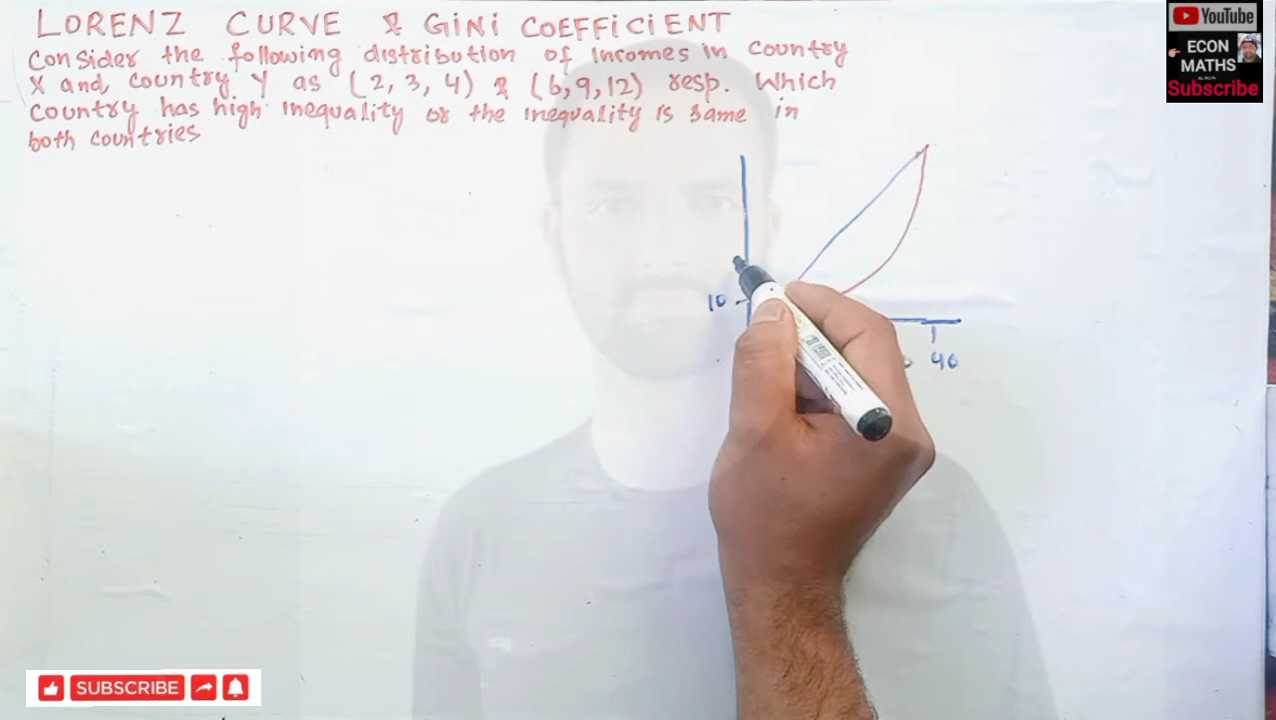 LORENZ CURVE & GINI COEFFICIENT
Consider the following distribution of Incomes in country
X and, country Y as (2, 3, 4) & (6, 9, 12) resp. Which
Country has high inequality or the inequality is same in
both countries
YouTube
ECON
MATHS
Subscribe
10
40
SUBSCRIBE